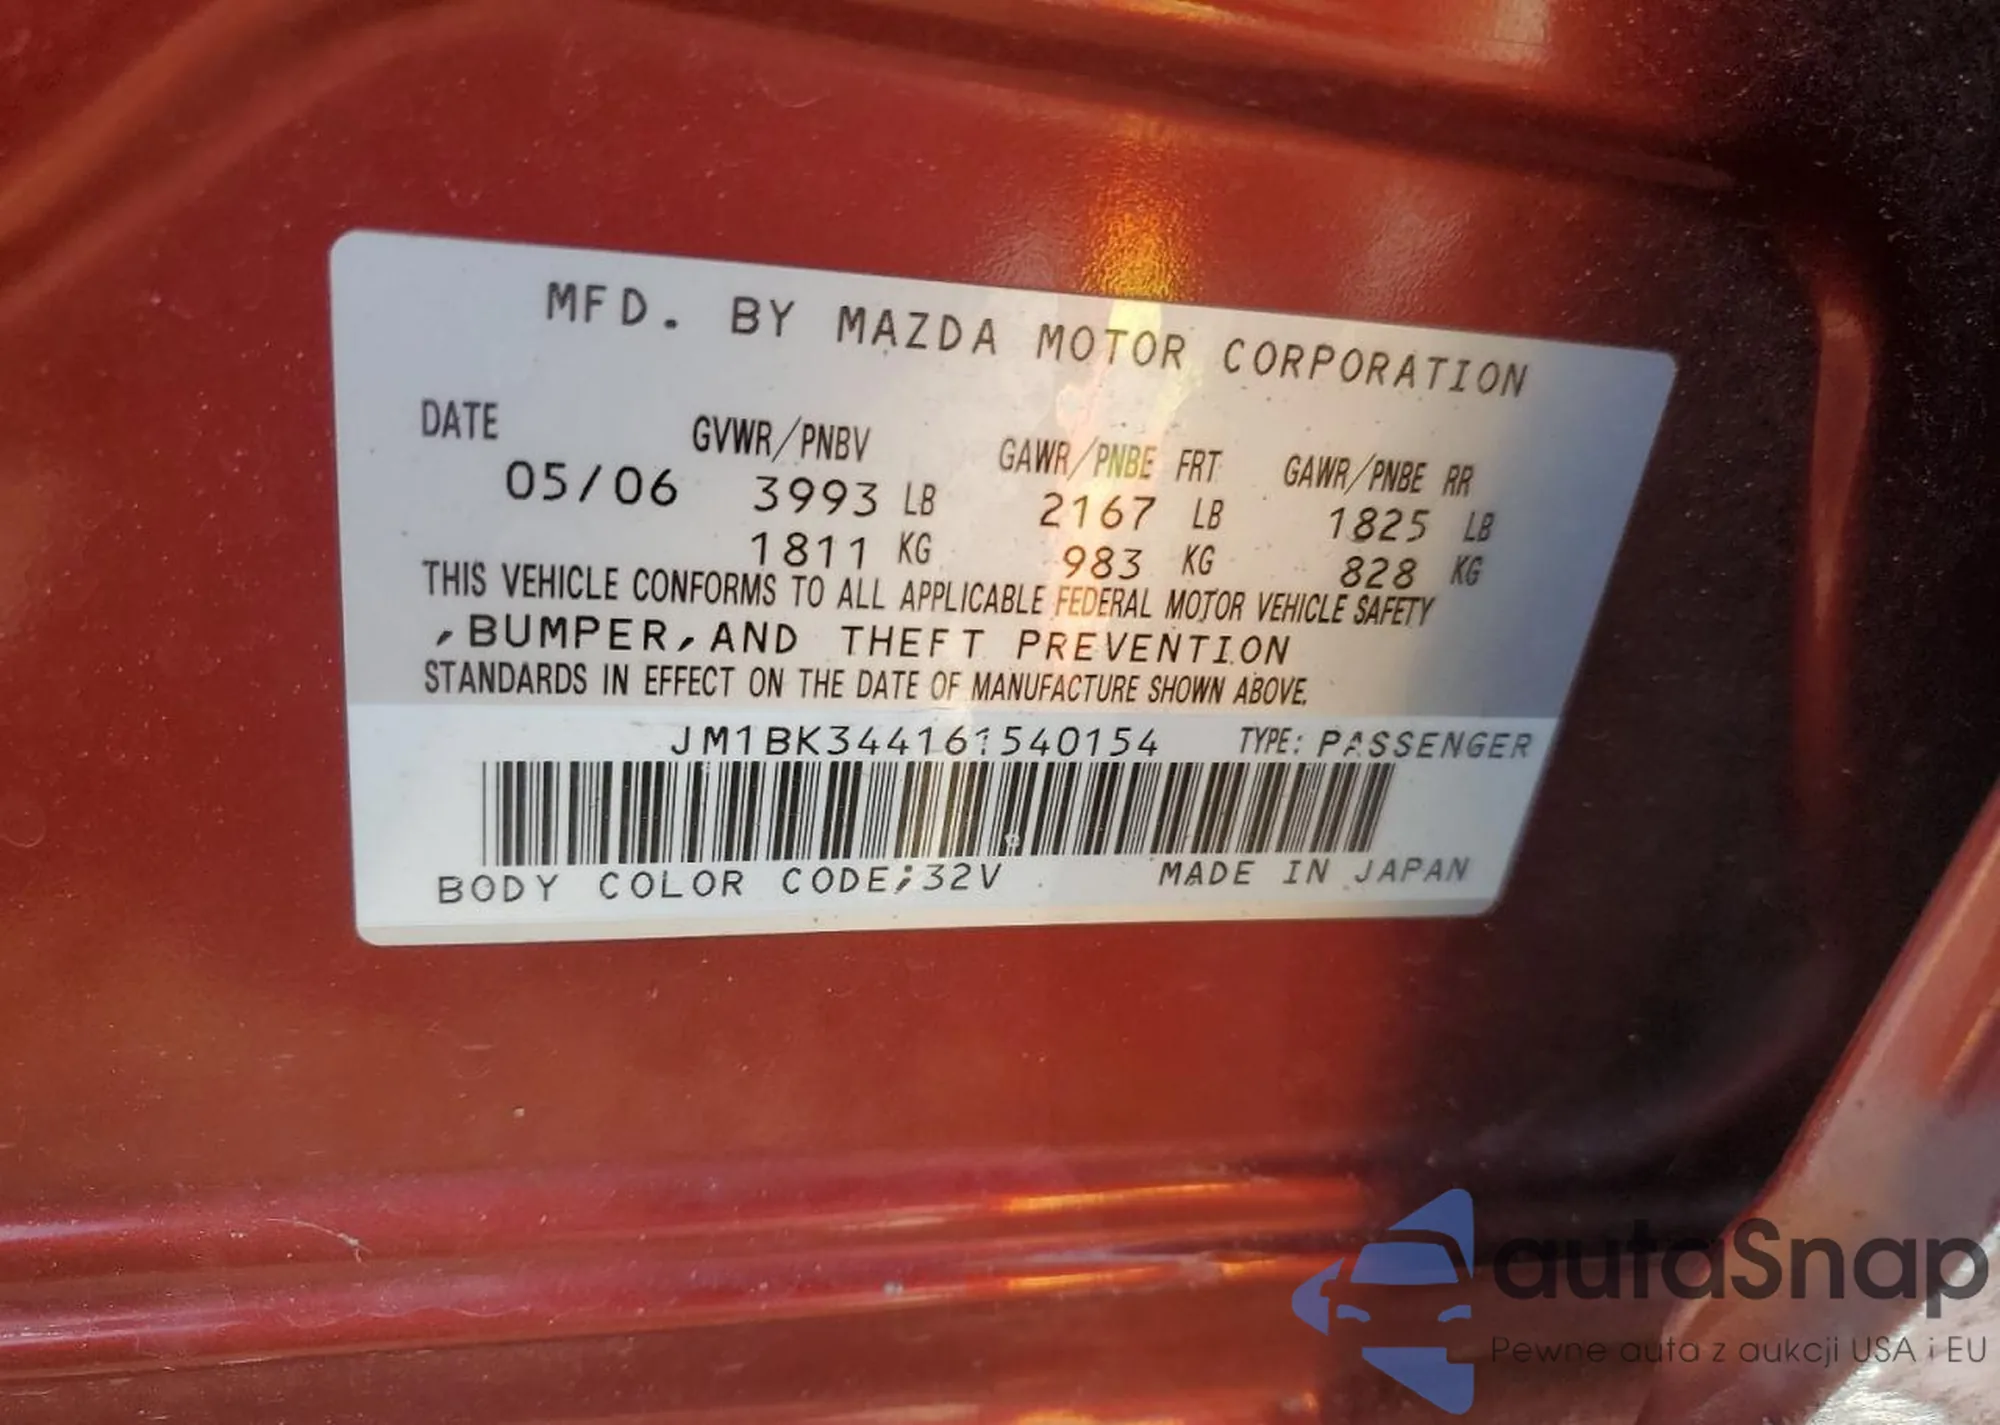 MFD. BY MAZDA MOTOR CORPORATION
DATE GVWR/PNBV GAWR/PNBE FRT GAWR/PNBE RR
05/06 3993 LB 2167 LB 1825 LB
1811 KG 983 KG 828 KG
THIS VEHICLE CONFORMS TO ALL APPLICABLE FEDERAL MOTOR VEHICLE SAFETY
,BUMPER,AND THEFT PREVENTION
STANDARDS IN EFFECT ON THE DATE OF MANUFACTURE SHOWN ABOVE.
JM1BK344161540154 TYPE: PASSENGER
BODY COLOR CODE;32V MADE IN JAPAN
autaSnap
Pewne auta z aukcji USA i EU